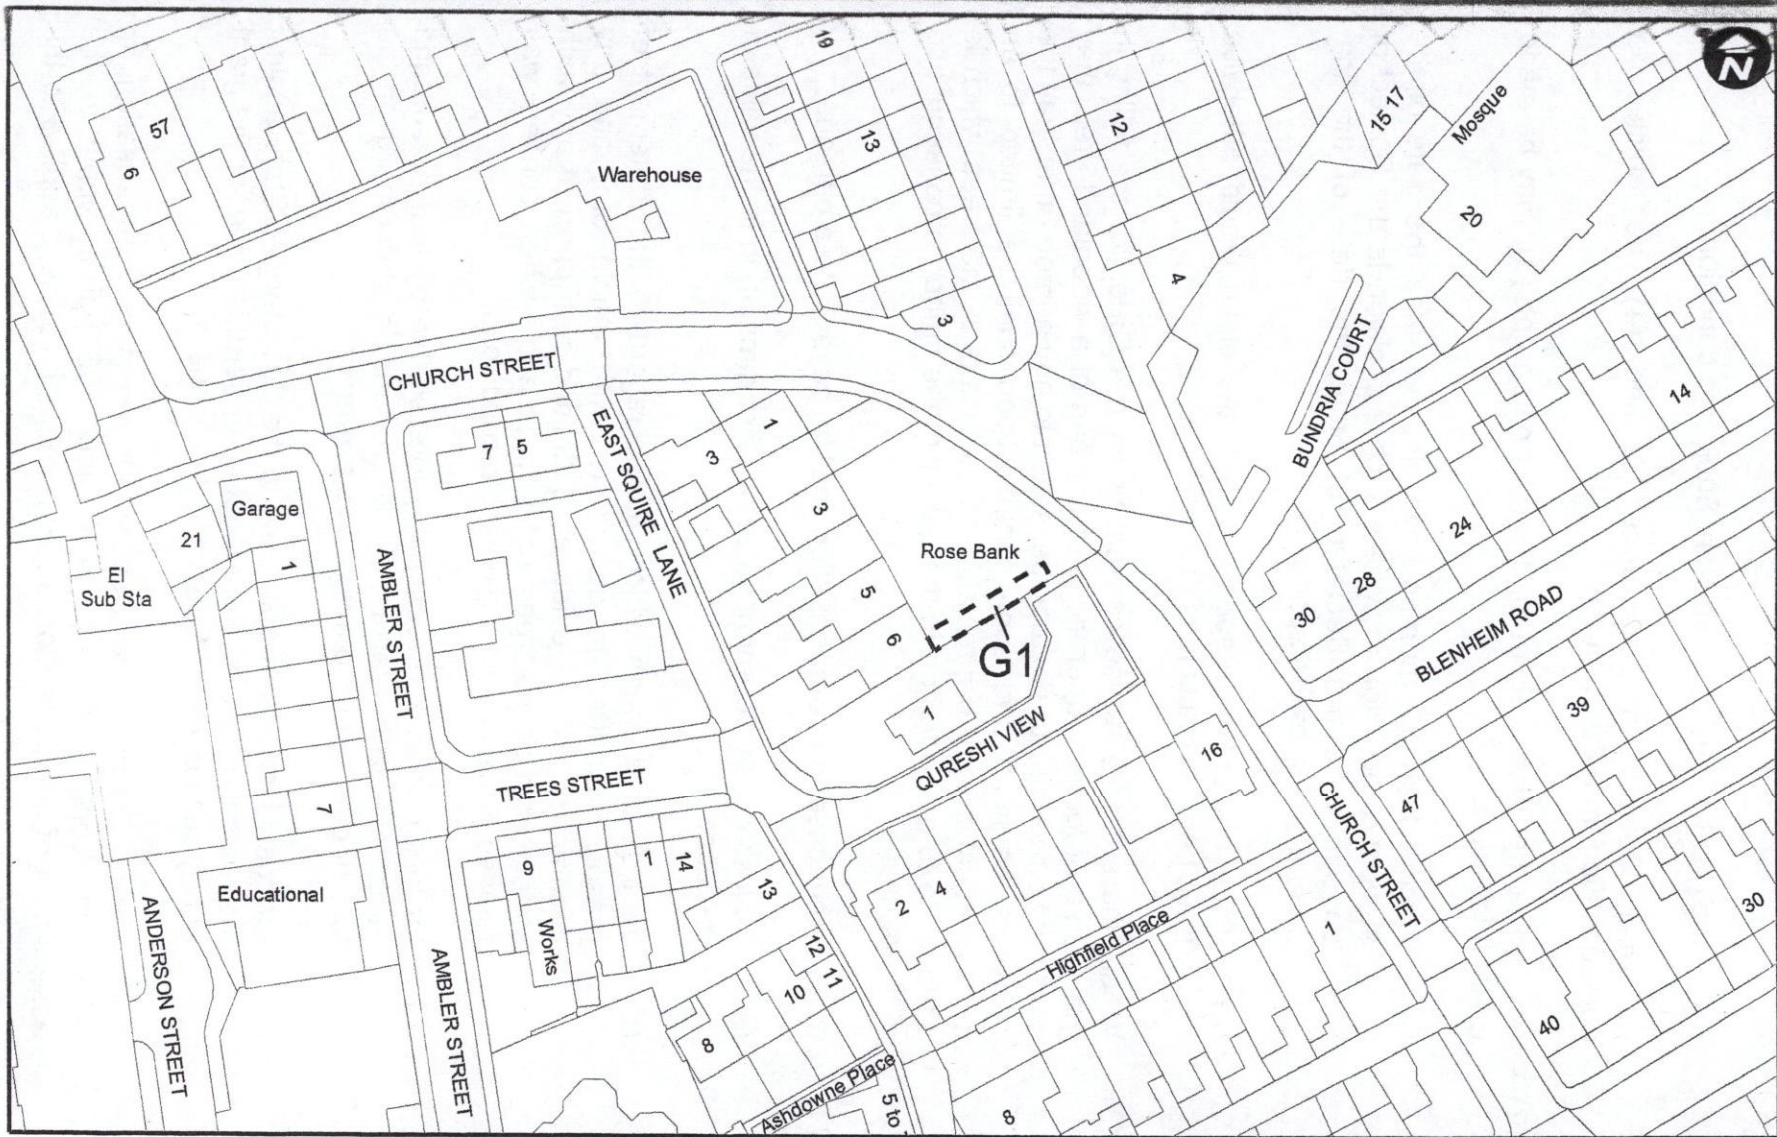 N
19
57
6
Warehouse
13
12
15 17
Mosque
20
4
3
CHURCH STREET
BUNDRIA COURT
14
7
5
EAST SQUIRE LANE
1
3
3
Rose Bank
24
28
30
Garage
21
1
El
Sub Sta
AMBLER STREET
5
6
G1
1
QURESHI VIEW
BLENHEIM ROAD
39
47
16
TREES STREET
7
CHURCH STREET
9
1
14
13
Works
Educational
2
4
Highfield Place
1
30
40
ANDERSON STREET
AMBLER STREET
12
11
10
8
Ashdowne Place
5 to
8